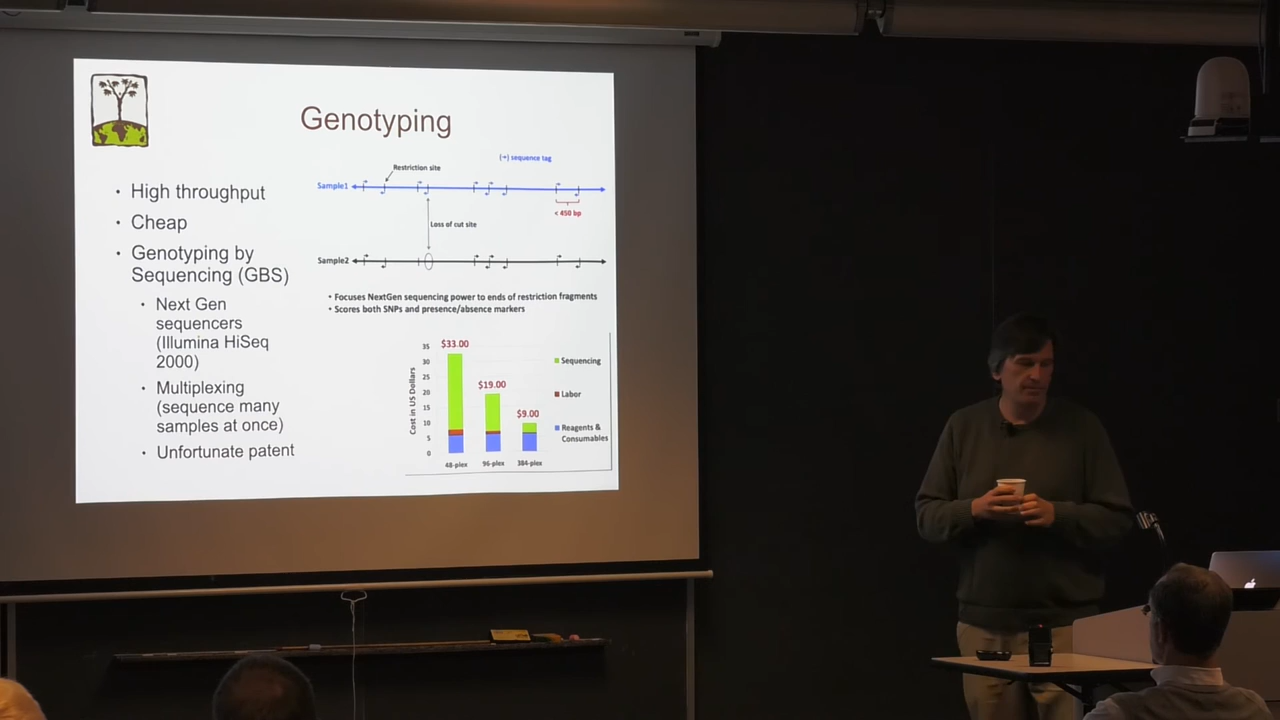 Genotyping
• High throughput
• Cheap
• Genotyping by
Sequencing (GBS)
• Next Gen
sequencers
(Illumina HiSeq
2000)
• Multiplexing
(sequence many
samples at once)
• Unfortunate patent
(→) sequence tag
Restriction site
Sample1
< 450 bp
Loss of cut site
Sample2
• Focuses NextGen sequencing power to ends of restriction fragments
• Scores both SNPs and presence/absence markers
Cost in US Dollars
35
30
25
20
15
10
5
0
$33.00
$19.00
$9.00
48-plex
96-plex
384-plex
Sequencing
Labor
Reagents &
Consumables